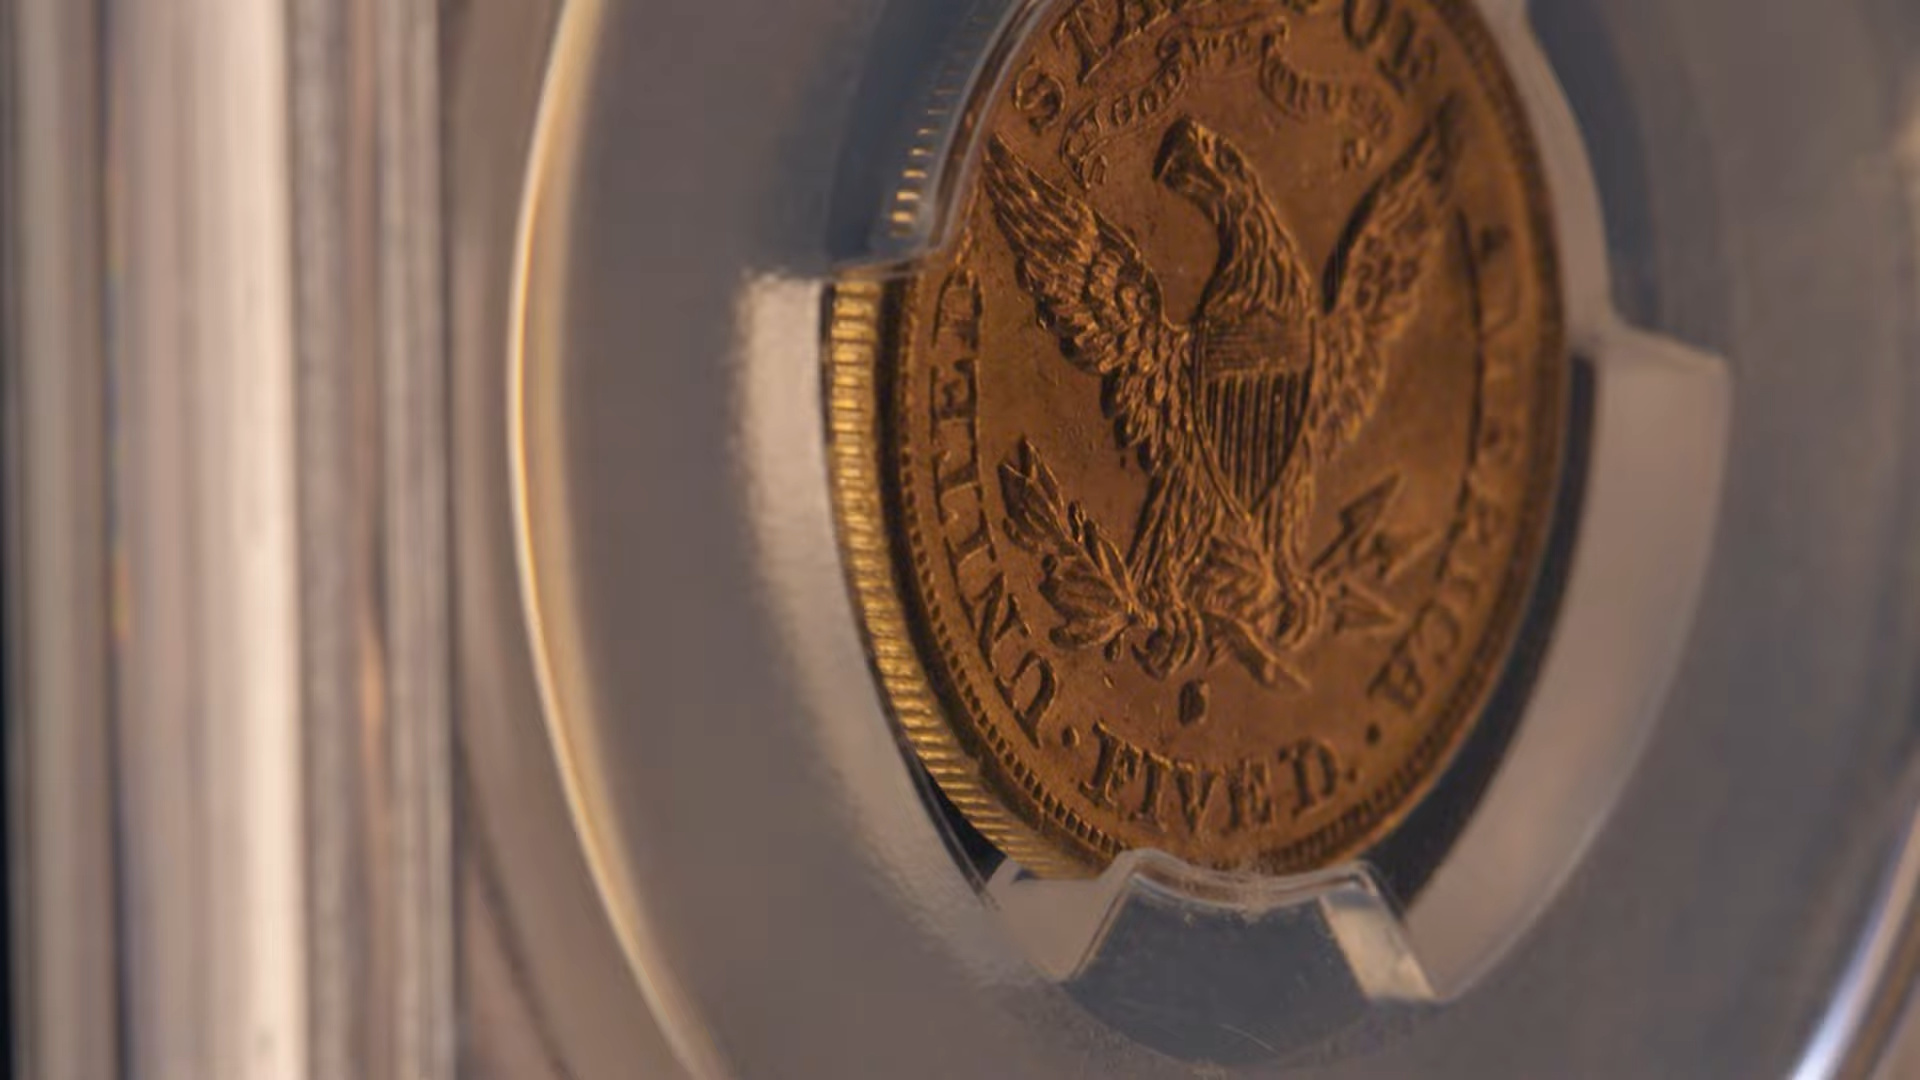 UNITED STATES OF AMERICA
IN GOD WE TRUST
· FIVE D. ·